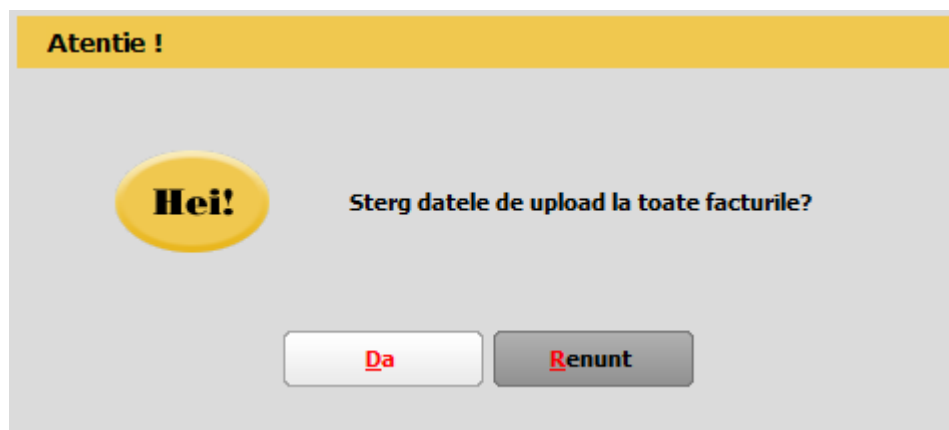 Atentie !
Hei!
Sterg datele de upload la toate facturile?
Da
Renunt